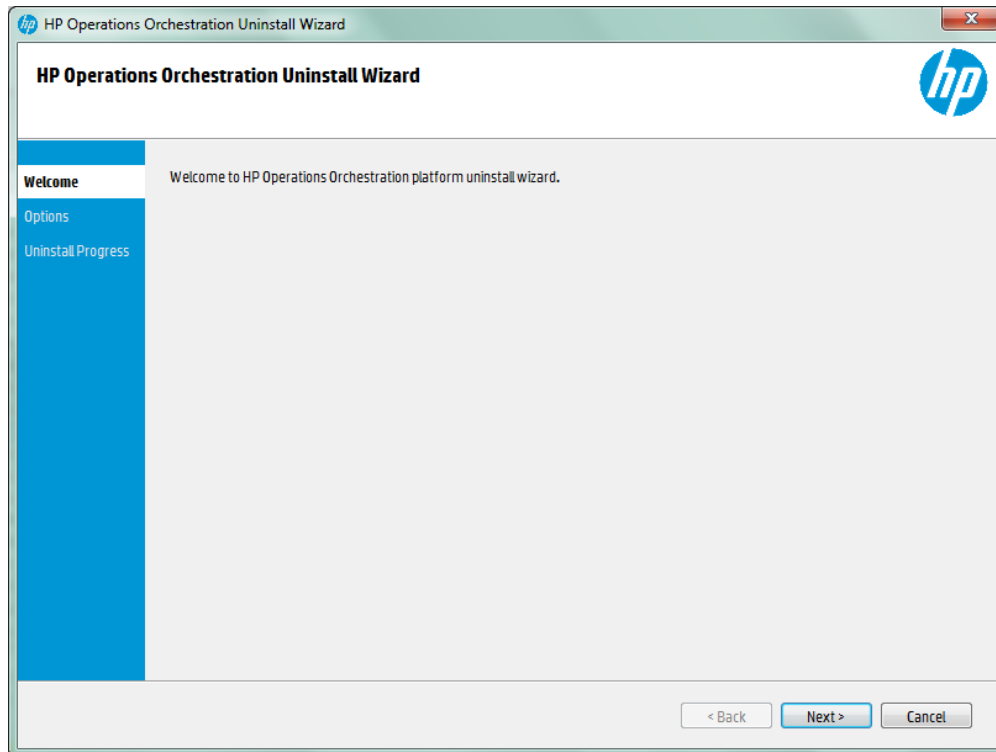 HP Operations Orchestration Uninstall Wizard
HP Operations Orchestration Uninstall Wizard
hp
Welcome
Welcome to HP Operations Orchestration platform uninstall wizard.
Options
Uninstall Progress
< Back Next > Cancel